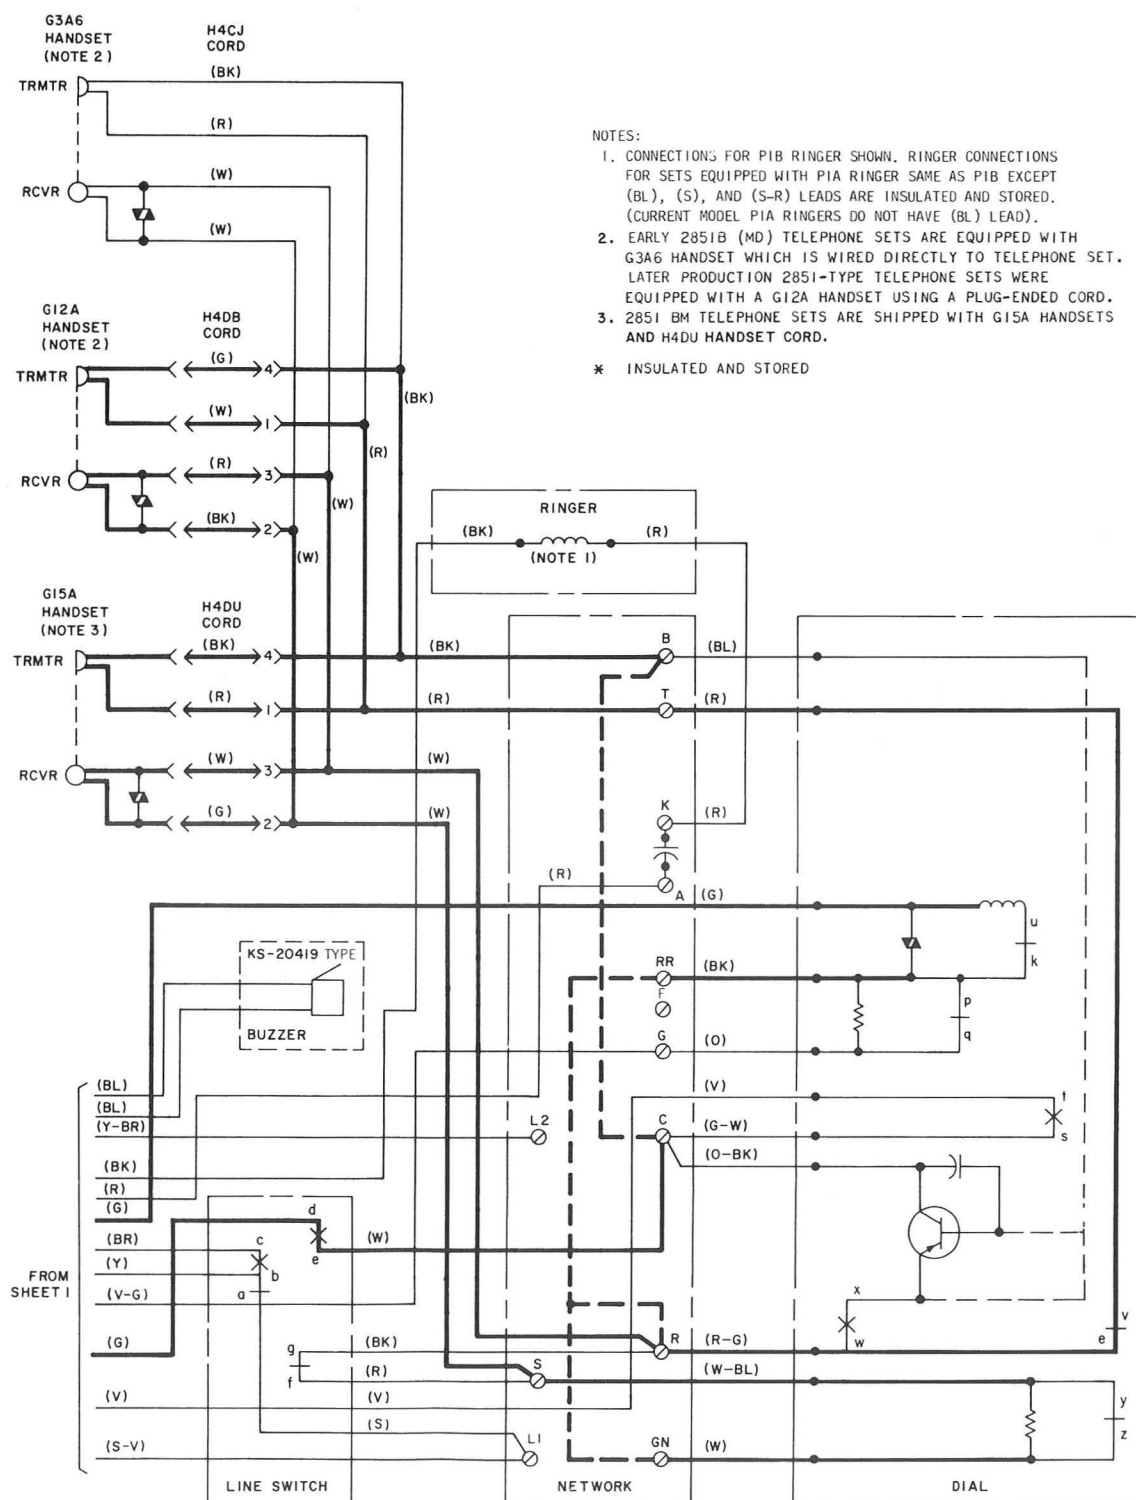 G3A6
HANDSET
(NOTE 2)
H4CJ
CORD
(BK)
TRMTR
(R)
(W)
RCVR
(W)
NOTES:
1. CONNECTIONS FOR P1B RINGER SHOWN. RINGER CONNECTIONS
FOR SETS EQUIPPED WITH P1A RINGER SAME AS P1B EXCEPT
(BL), (S), AND (S-R) LEADS ARE INSULATED AND STORED.
(CURRENT MODEL P1A RINGERS DO NOT HAVE (BL) LEAD).
2. EARLY 2851B (MD) TELEPHONE SETS ARE EQUIPPED WITH
G3A6 HANDSET WHICH IS WIRED DIRECTLY TO TELEPHONE SET.
LATER PRODUCTION 2851-TYPE TELEPHONE SETS WERE
EQUIPPED WITH A G12A HANDSET USING A PLUG-ENDED CORD.
3. 2851 BM TELEPHONE SETS ARE SHIPPED WITH G15A HANDSETS
AND H4DU HANDSET CORD.
* INSULATED AND STORED
G12A
HANDSET
(NOTE 2)
H4DB
CORD
(G) 4
TRMTR
(BK)
(W) 1
(R)
(R) 3
RCVR
(W)
(BK) 2
(W)
RINGER
(BK) (R)
(NOTE 1)
G15A
HANDSET
(NOTE 3)
H4DU
CORD
(BK) 4 (BK) B (BL)
TRMTR
(R) 1 (R) T (R)
(W) 3 (W)
RCVR
(G) 2 (W)
K (R)
(R)
A (G)
u
k
KS-20419 TYPE
BUZZER
RR (BK)
F
p
q
G (O)
(BL)
(BL)
(Y-BR)
L2
(V)
t
s
C (G-W)
(O-BK)
(BK)
(R)
(G)
d
e
(W)
(BR) c
(Y) b
a
(V-G)
FROM
SHEET 1
(G)
x
w
v
e
g (BK) R (R-G)
f (R) S (W-BL)
(V) (V)
(S)
y
z
(S-V) L1
GN (W)
LINE SWITCH NETWORK DIAL